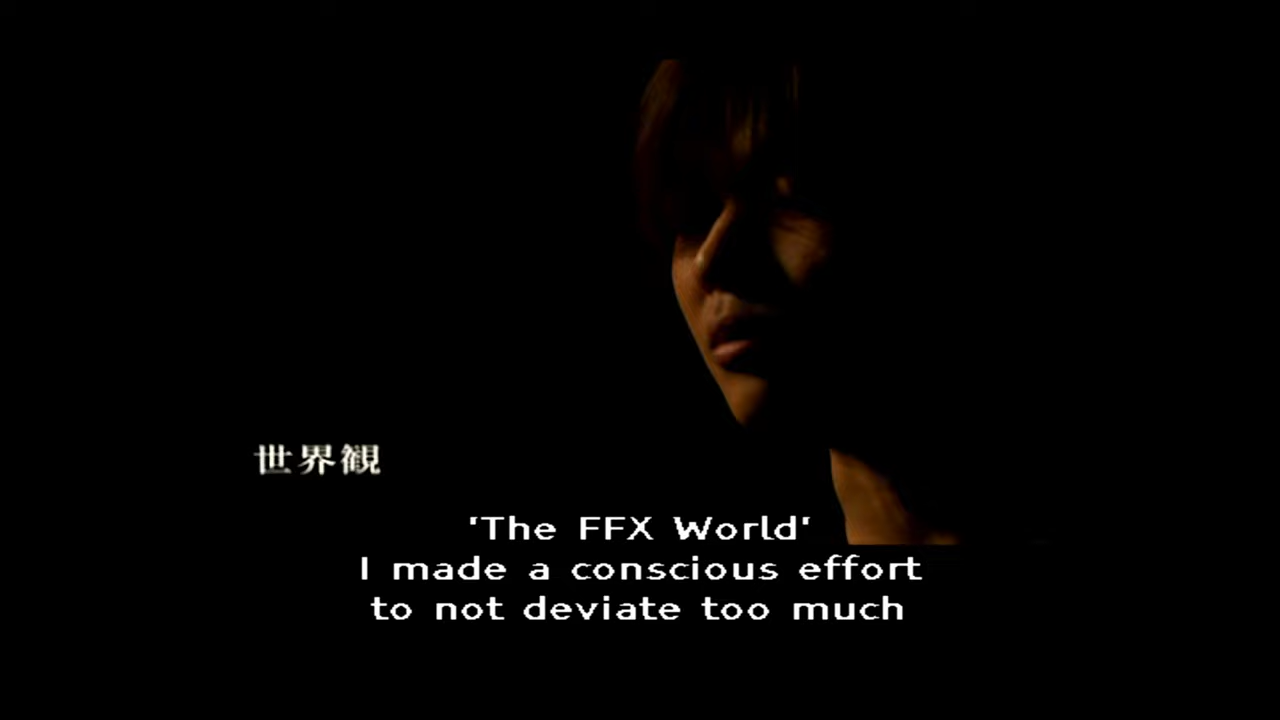 世界観
'The FFX World'
I made a conscious effort
to not deviate too much